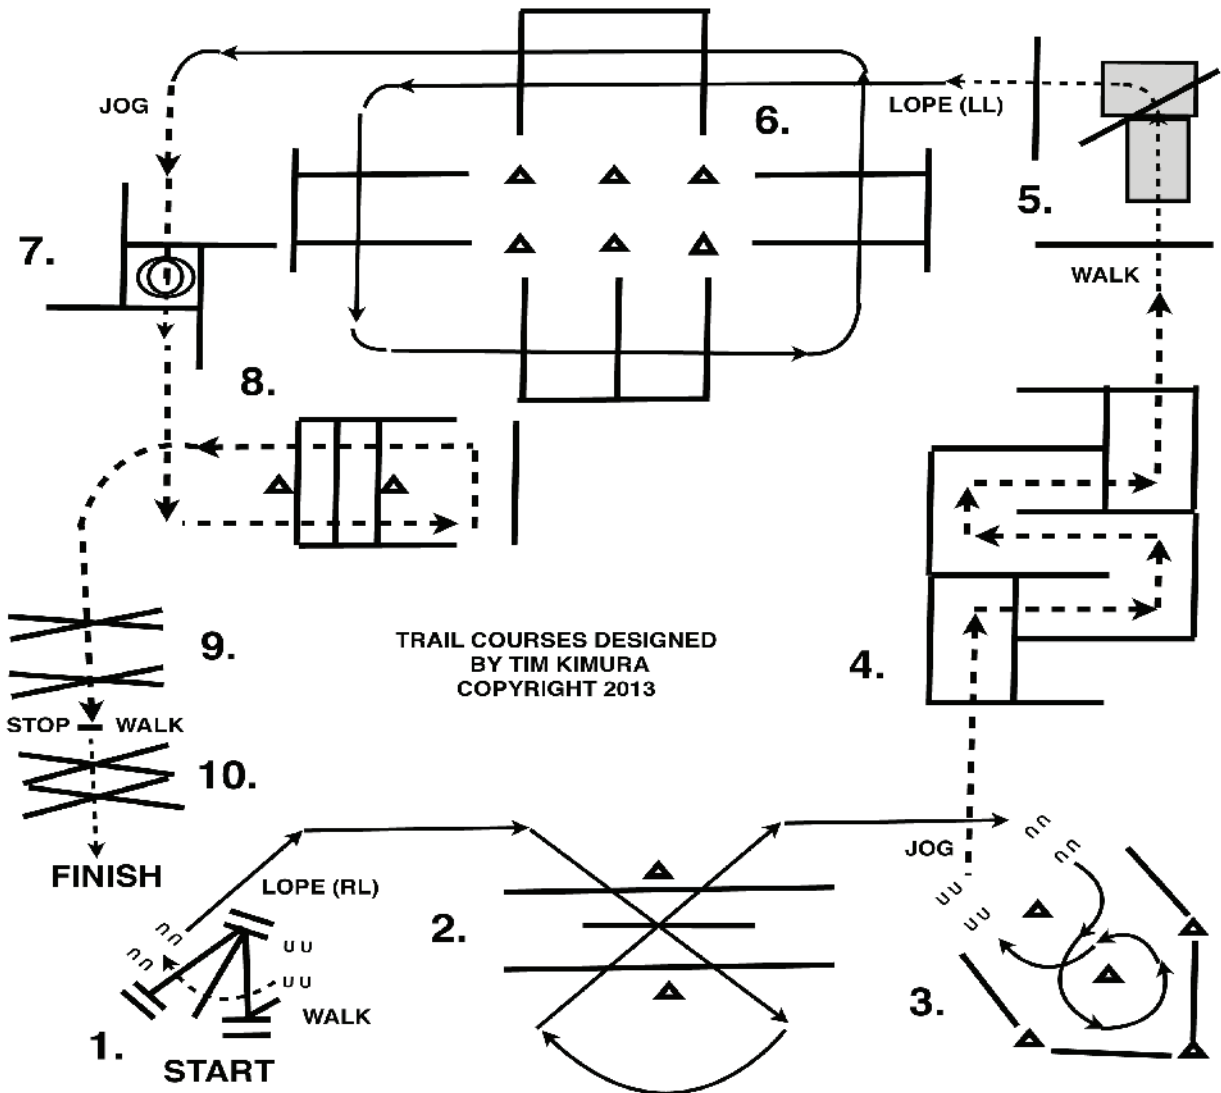 JOG
LOPE (LL)
6.
5.
7.
WALK
8.
TRAIL COURSES DESIGNED
BY TIM KIMURA
COPYRIGHT 2013
9.
4.
STOP WALK
10.
FINISH
JOG
LOPE (RL)
2.
3.
WALK
1.
START